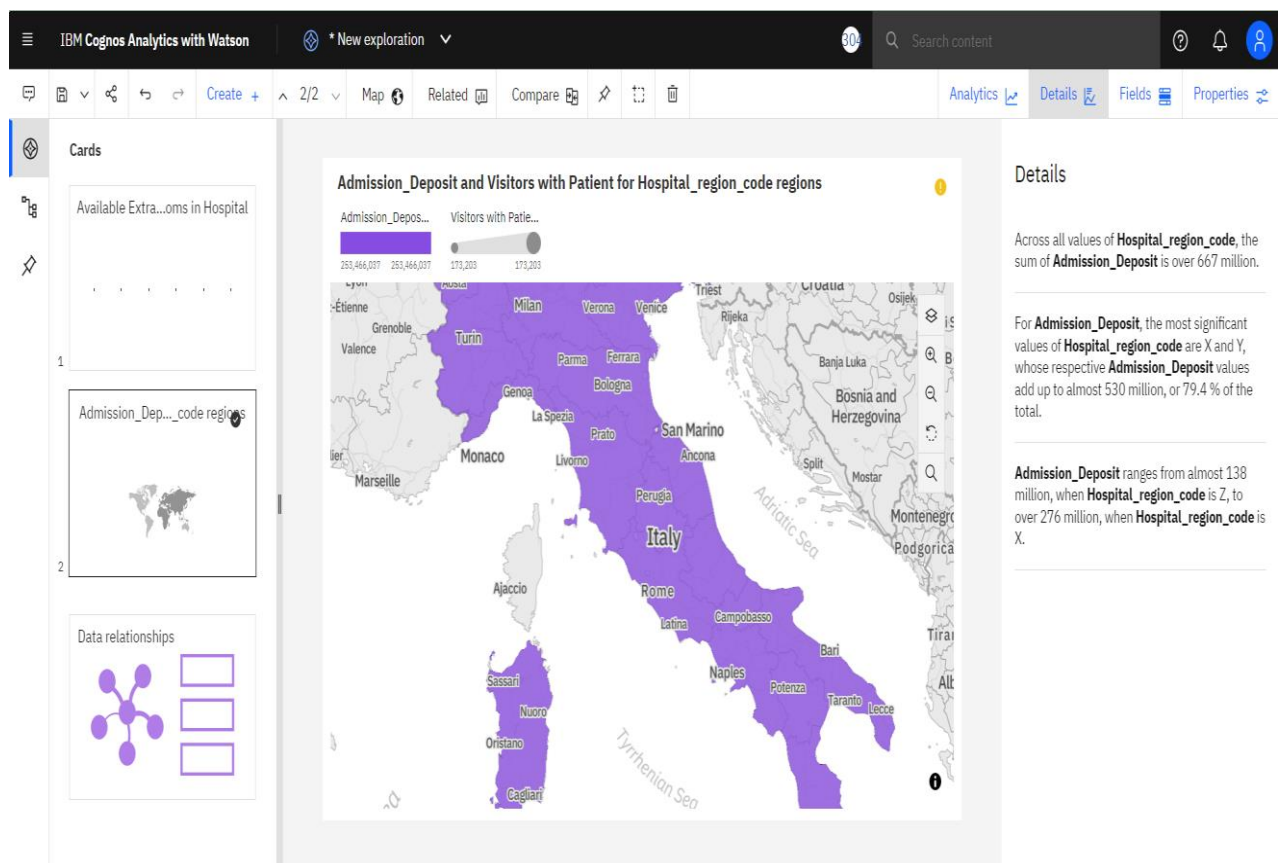 IBM Cognos Analytics with Watson
* New exploration
304
Search content
Create +
2/2
Map
Related
Compare
Analytics
Details
Fields
Properties
Cards
Available Extra...oms in Hospital
1
Admission_Dep..._code regions
2
Data relationships
Admission_Deposit and Visitors with Patient for Hospital_region_code regions
Admission_Depos...
Visitors with Patie...
253,466,037 253,466,037
173,203 173,203
Lyon
Aosta
Milan
Verona
Venice
Triest
Croatia
Osijek
-Étienne
Grenoble
Turin
Rijeka
Valence
Parma
Ferrara
Banja Luka
Bologna
Genoa
Bosnia and
Herzegovina
La Spezia
Prato
San Marino
Monaco
Livorno
Ancona
Split
Mostar
Marseille
Perugia
Adriatic Sea
Montenegro
Italy
Podgorica
Ajaccio
Rome
Latina
Campobasso
Tiran
Bari
Naples
Potenza
Sassari
Taranto
Lecce
Alb
Nuoro
Oristano
Tyrrhenian Sea
Cagliari
Details
Across all values of Hospital_region_code, the
sum of Admission_Deposit is over 667 million.
For Admission_Deposit, the most significant
values of Hospital_region_code are X and Y,
whose respective Admission_Deposit values
add up to almost 530 million, or 79.4 % of the
total.
Admission_Deposit ranges from almost 138
million, when Hospital_region_code is Z, to
over 276 million, when Hospital_region_code is
X.